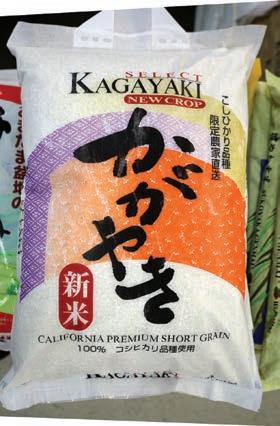 SELECT
KAGAYAKI
NEW CROP
こしひかり品種
限定農家直送
かがやき
新米
CALIFORNIA PREMIUM SHORT GRAIN
100% コシヒカリ品種使用
KAGAYAKI